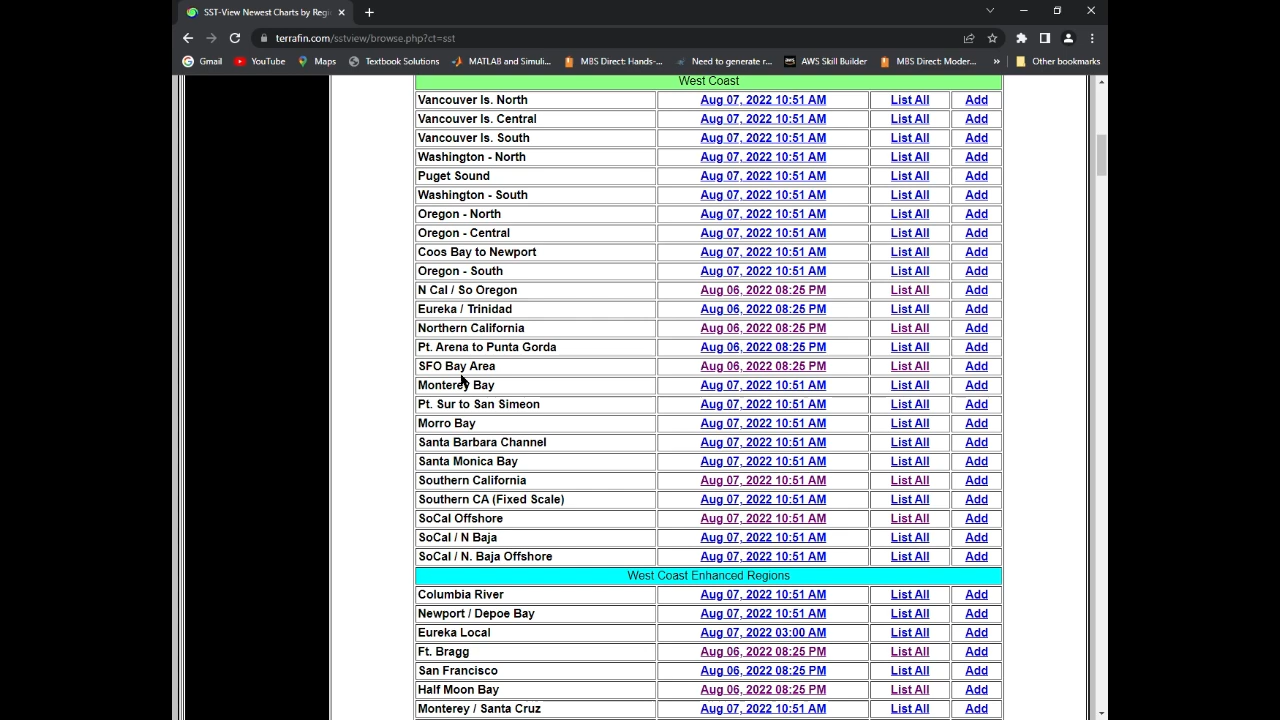 SST-View Newest Charts by Regi
terrafin.com/sstview/browse.php?ct=sst
Gmail YouTube Maps Textbook Solutions MATLAB and Simuli... MBS Direct: Hands-... Need to generate r... AWS Skill Builder MBS Direct: Moder... » Other bookmarks
West Coast
Vancouver Is. North Aug 07, 2022 10:51 AM List All Add
Vancouver Is. Central Aug 07, 2022 10:51 AM List All Add
Vancouver Is. South Aug 07, 2022 10:51 AM List All Add
Washington - North Aug 07, 2022 10:51 AM List All Add
Puget Sound Aug 07, 2022 10:51 AM List All Add
Washington - South Aug 07, 2022 10:51 AM List All Add
Oregon - North Aug 07, 2022 10:51 AM List All Add
Oregon - Central Aug 07, 2022 10:51 AM List All Add
Coos Bay to Newport Aug 07, 2022 10:51 AM List All Add
Oregon - South Aug 07, 2022 10:51 AM List All Add
N Cal / So Oregon Aug 06, 2022 08:25 PM List All Add
Eureka / Trinidad Aug 06, 2022 08:25 PM List All Add
Northern California Aug 06, 2022 08:25 PM List All Add
Pt. Arena to Punta Gorda Aug 06, 2022 08:25 PM List All Add
SFO Bay Area Aug 06, 2022 08:25 PM List All Add
Monterey Bay Aug 07, 2022 10:51 AM List All Add
Pt. Sur to San Simeon Aug 07, 2022 10:51 AM List All Add
Morro Bay Aug 07, 2022 10:51 AM List All Add
Santa Barbara Channel Aug 07, 2022 10:51 AM List All Add
Santa Monica Bay Aug 07, 2022 10:51 AM List All Add
Southern California Aug 07, 2022 10:51 AM List All Add
Southern CA (Fixed Scale) Aug 07, 2022 10:51 AM List All Add
SoCal Offshore Aug 07, 2022 10:51 AM List All Add
SoCal / N Baja Aug 07, 2022 10:51 AM List All Add
SoCal / N. Baja Offshore Aug 07, 2022 10:51 AM List All Add
West Coast Enhanced Regions
Columbia River Aug 07, 2022 10:51 AM List All Add
Newport / Depoe Bay Aug 07, 2022 10:51 AM List All Add
Eureka Local Aug 07, 2022 03:00 AM List All Add
Ft. Bragg Aug 06, 2022 08:25 PM List All Add
San Francisco Aug 06, 2022 08:25 PM List All Add
Half Moon Bay Aug 06, 2022 08:25 PM List All Add
Monterey / Santa Cruz Aug 07, 2022 10:51 AM List All Add